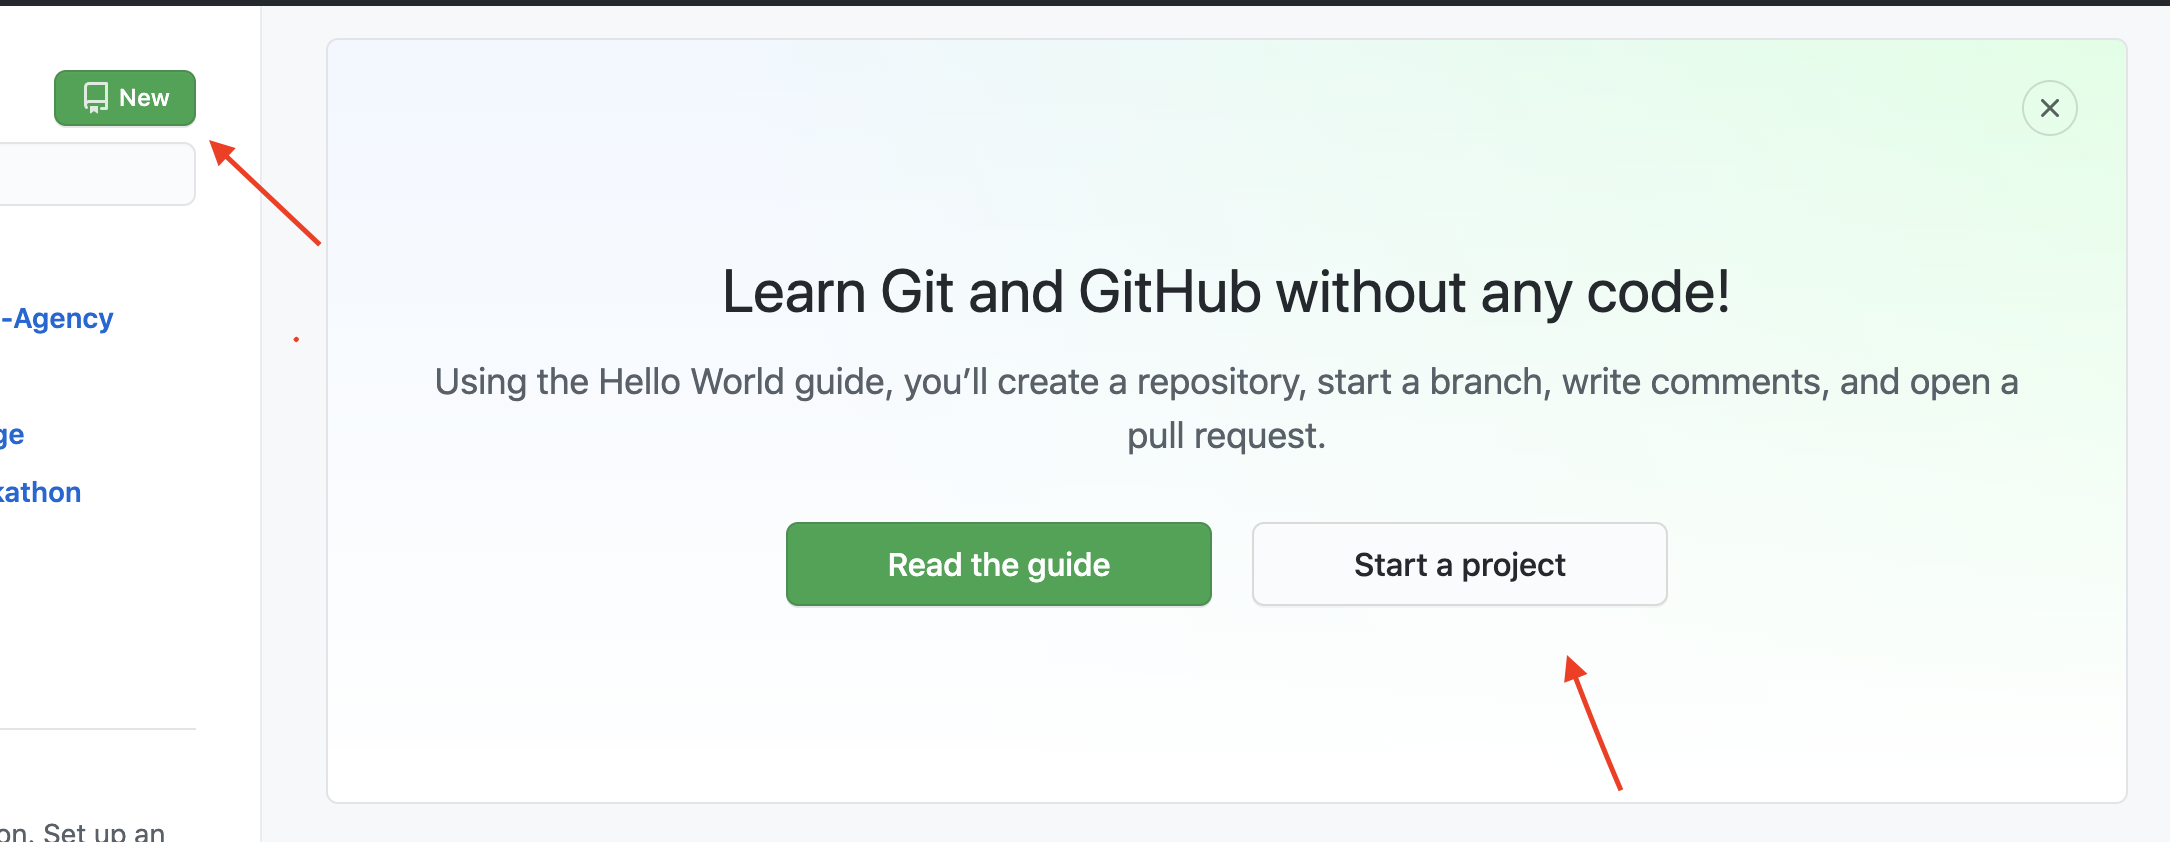 New
-Agency
ge
kathon
on. Set up an
Learn Git and GitHub without any code!
Using the Hello World guide, you’ll create a repository, start a branch, write comments, and open a
pull request.
Read the guide
Start a project